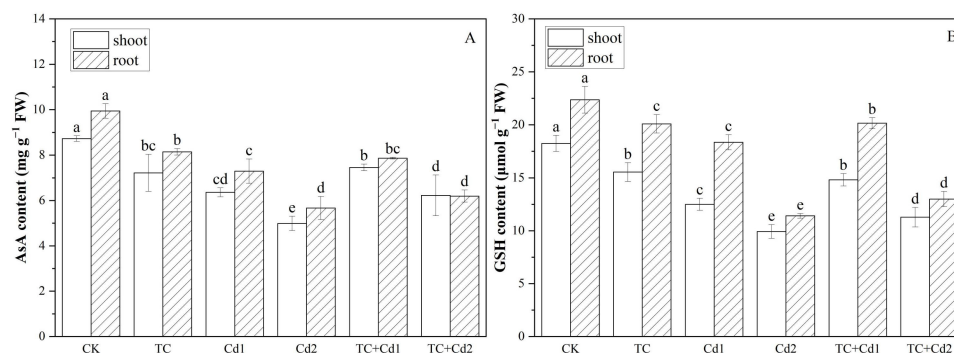 14
12
10
8
6
4
2
0
AsA content (mg g⁻¹ FW)
shoot
root
A
a
a
bc
b
cd
c
e
d
b
bc
d
d
CK
TC
Cd1
Cd2
TC+Cd1
TC+Cd2
30
25
20
15
10
5
0
GSH content (μmol g⁻¹ FW)
shoot
root
B
a
a
b
c
c
c
e
e
b
b
d
d
CK
TC
Cd1
Cd2
TC+Cd1
TC+Cd2